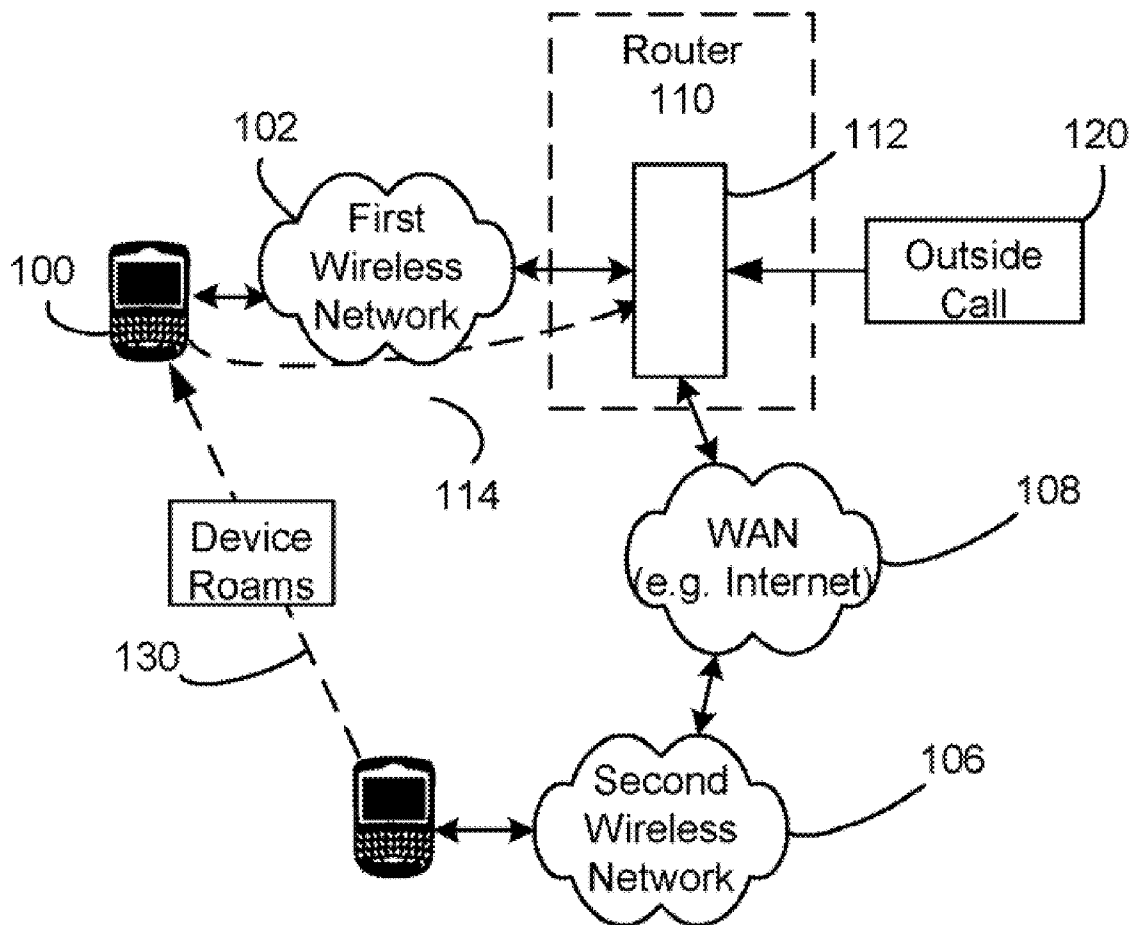 Router
110
102
112
120
First
Wireless
Network
100
Outside
Call
114
108
WAN
(e.g. Internet)
Device
Roams
130
106
Second
Wireless
Network